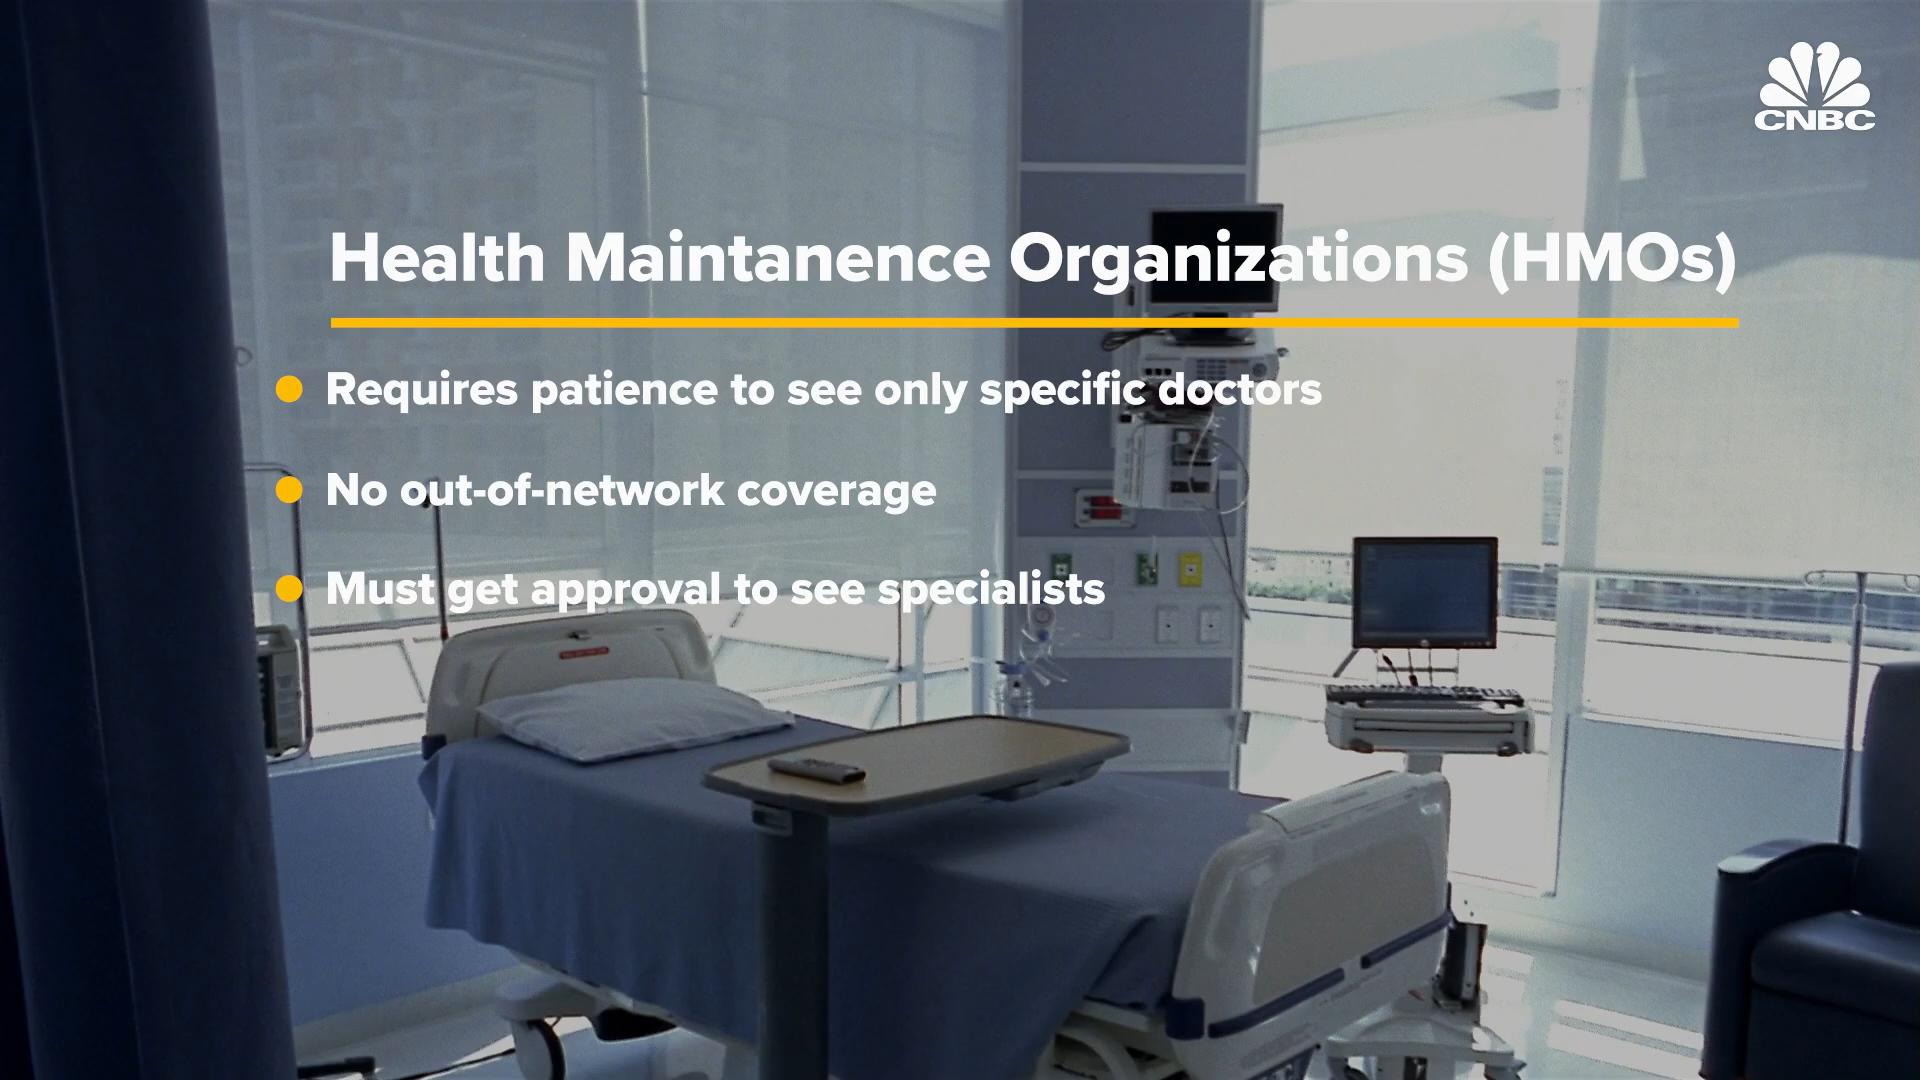 CNBC
Health Maintanence Organizations (HMOs)
Requires patience to see only specific doctors
No out-of-network coverage
Must get approval to see specialists